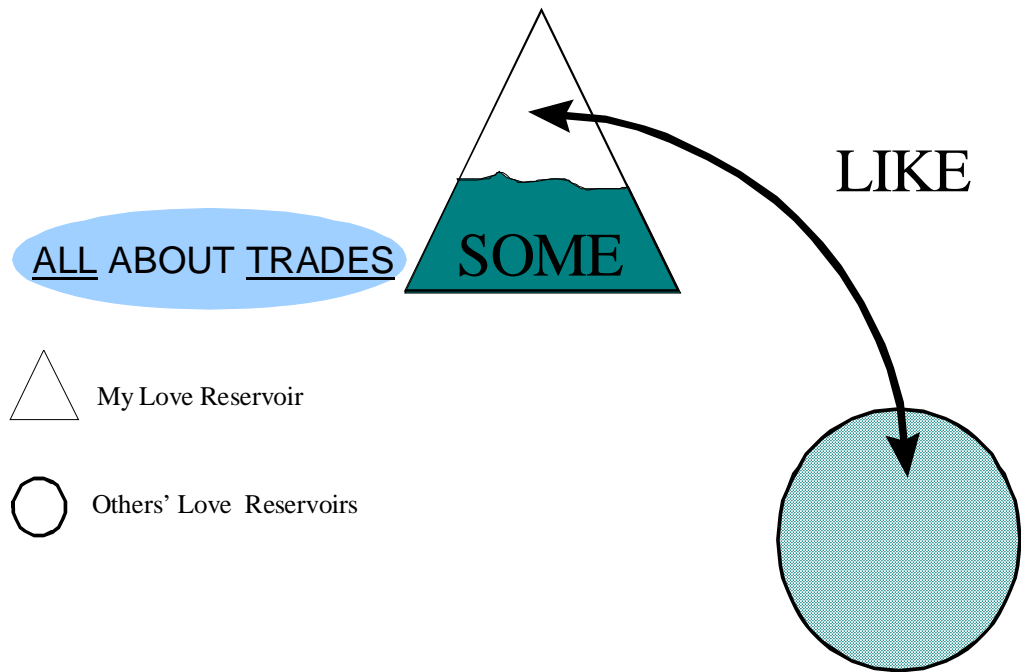 LIKE
SOME
ALL ABOUT TRADES
My Love Reservoir
Others’ Love Reservoirs